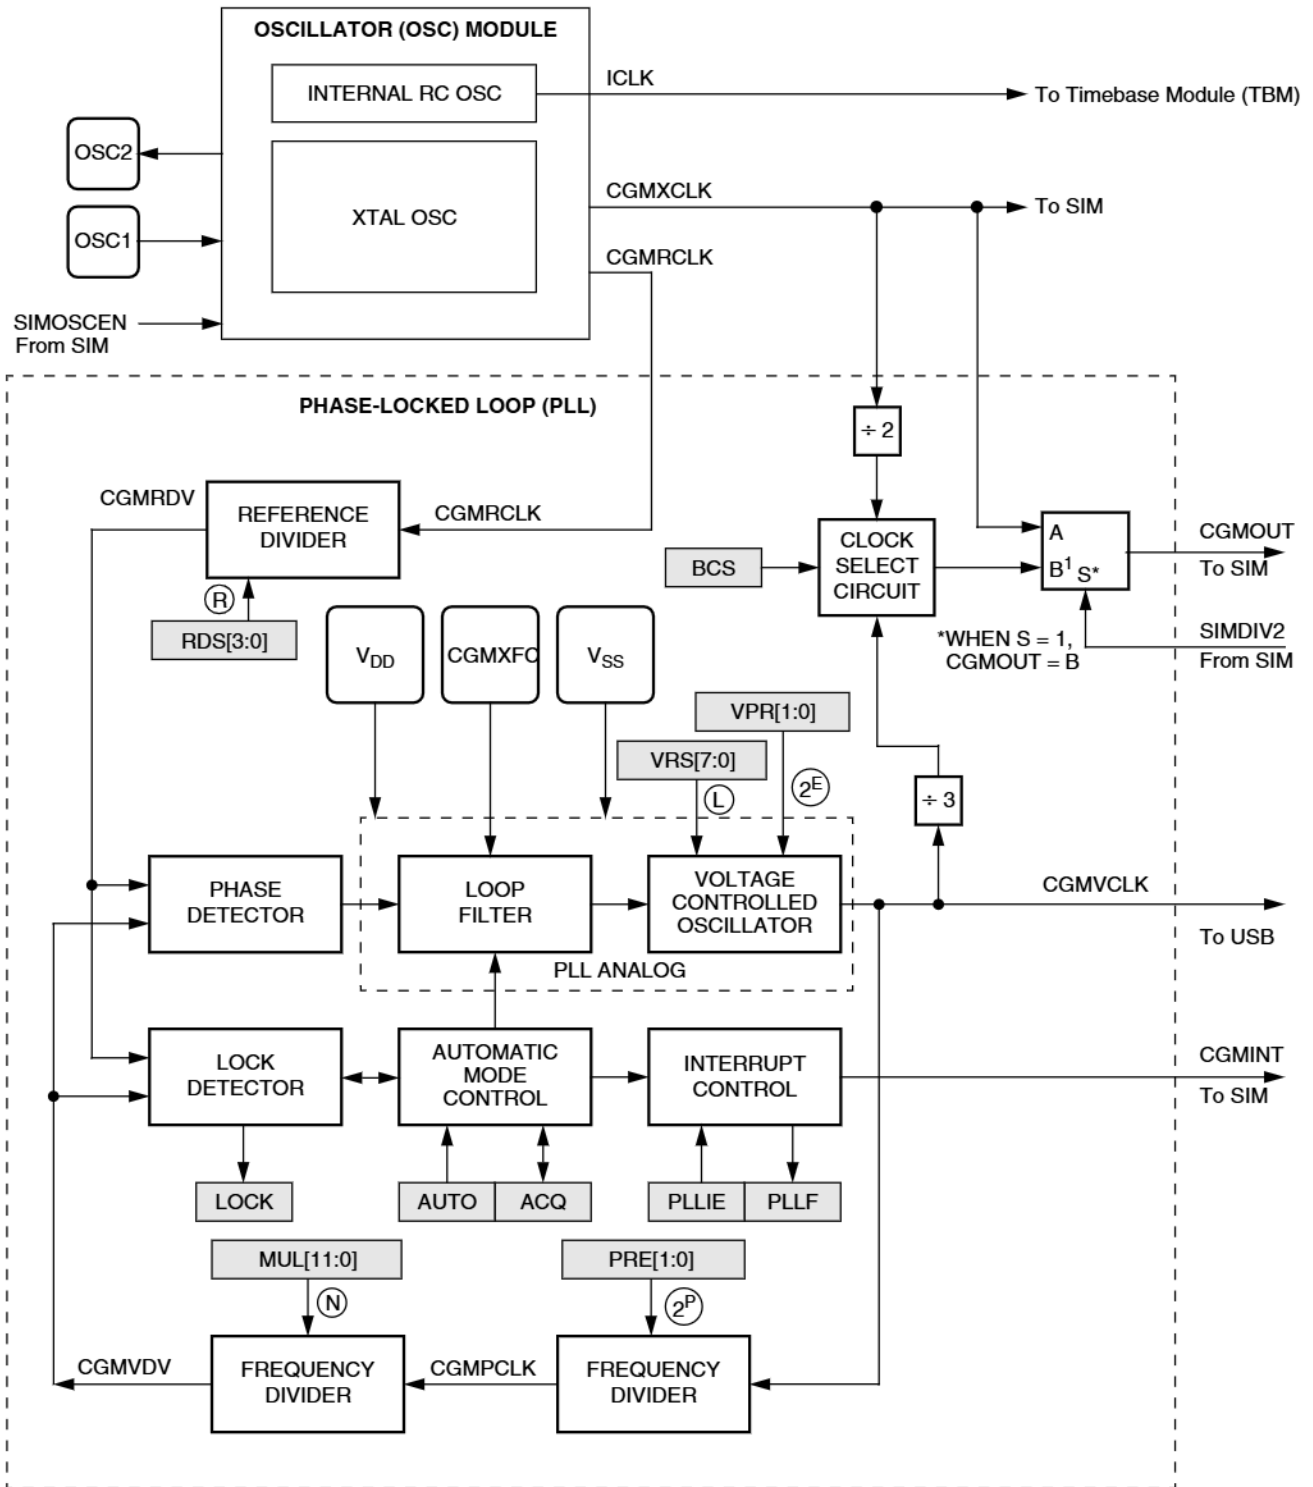 OSCILLATOR (OSC) MODULE
INTERNAL RC OSC
ICLK
To Timebase Module (TBM)
OSC2
XTAL OSC
CGMXCLK
To SIM
OSC1
CGMRCLK
SIMOSCEN
From SIM
PHASE-LOCKED LOOP (PLL)
÷ 2
CGMRDV
REFERENCE
DIVIDER
CGMRCLK
R
RDS[3:0]
BCS
CLOCK
SELECT
CIRCUIT
A
B¹ S*
CGMOUT
To SIM
*WHEN S = 1,
CGMOUT = B
SIMDIV2
From SIM
VDD
CGMXFC
VSS
VPR[1:0]
VRS[7:0]
L
2^E
÷ 3
PHASE
DETECTOR
LOOP
FILTER
VOLTAGE
CONTROLLED
OSCILLATOR
CGMVCLK
To USB
PLL ANALOG
LOCK
DETECTOR
AUTOMATIC
MODE
CONTROL
INTERRUPT
CONTROL
CGMINT
To SIM
LOCK
AUTO
ACQ
PLLIE
PLLF
MUL[11:0]
PRE[1:0]
N
2^P
CGMVDV
FREQUENCY
DIVIDER
CGMPCLK
FREQUENCY
DIVIDER